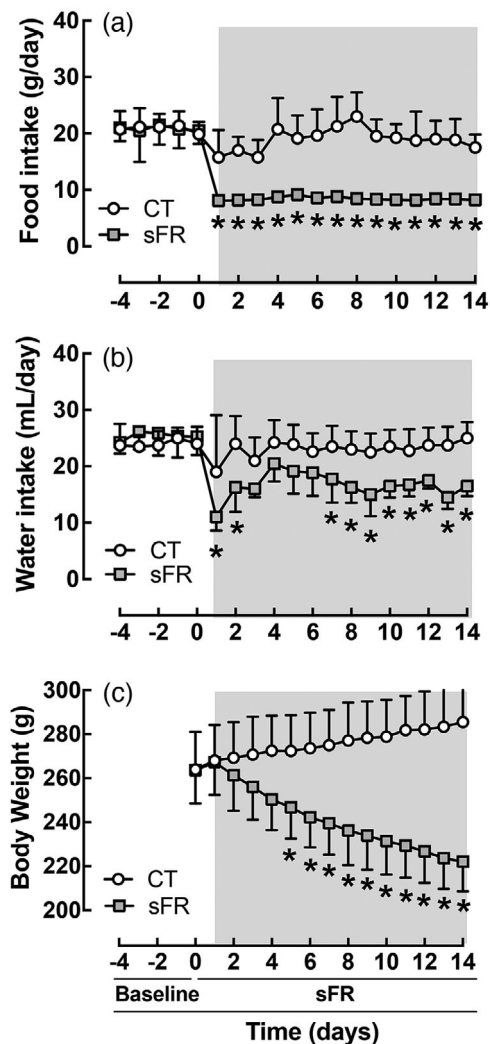 (a)
Food intake (g/day)
40
30
20
10
0
CT
sFR
* * * * * * * * * * * * * *
-4 -2 0 2 4 6 8 10 12 14
(b)
Water intake (mL/day)
40
30
20
10
0
CT
sFR
* * * * * * * * * *
-4 -2 0 2 4 6 8 10 12 14
(c)
Body Weight (g)
300
280
260
240
220
200
CT
sFR
* * * * * * * * * *
-4 -2 0 2 4 6 8 10 12 14
Baseline sFR
Time (days)